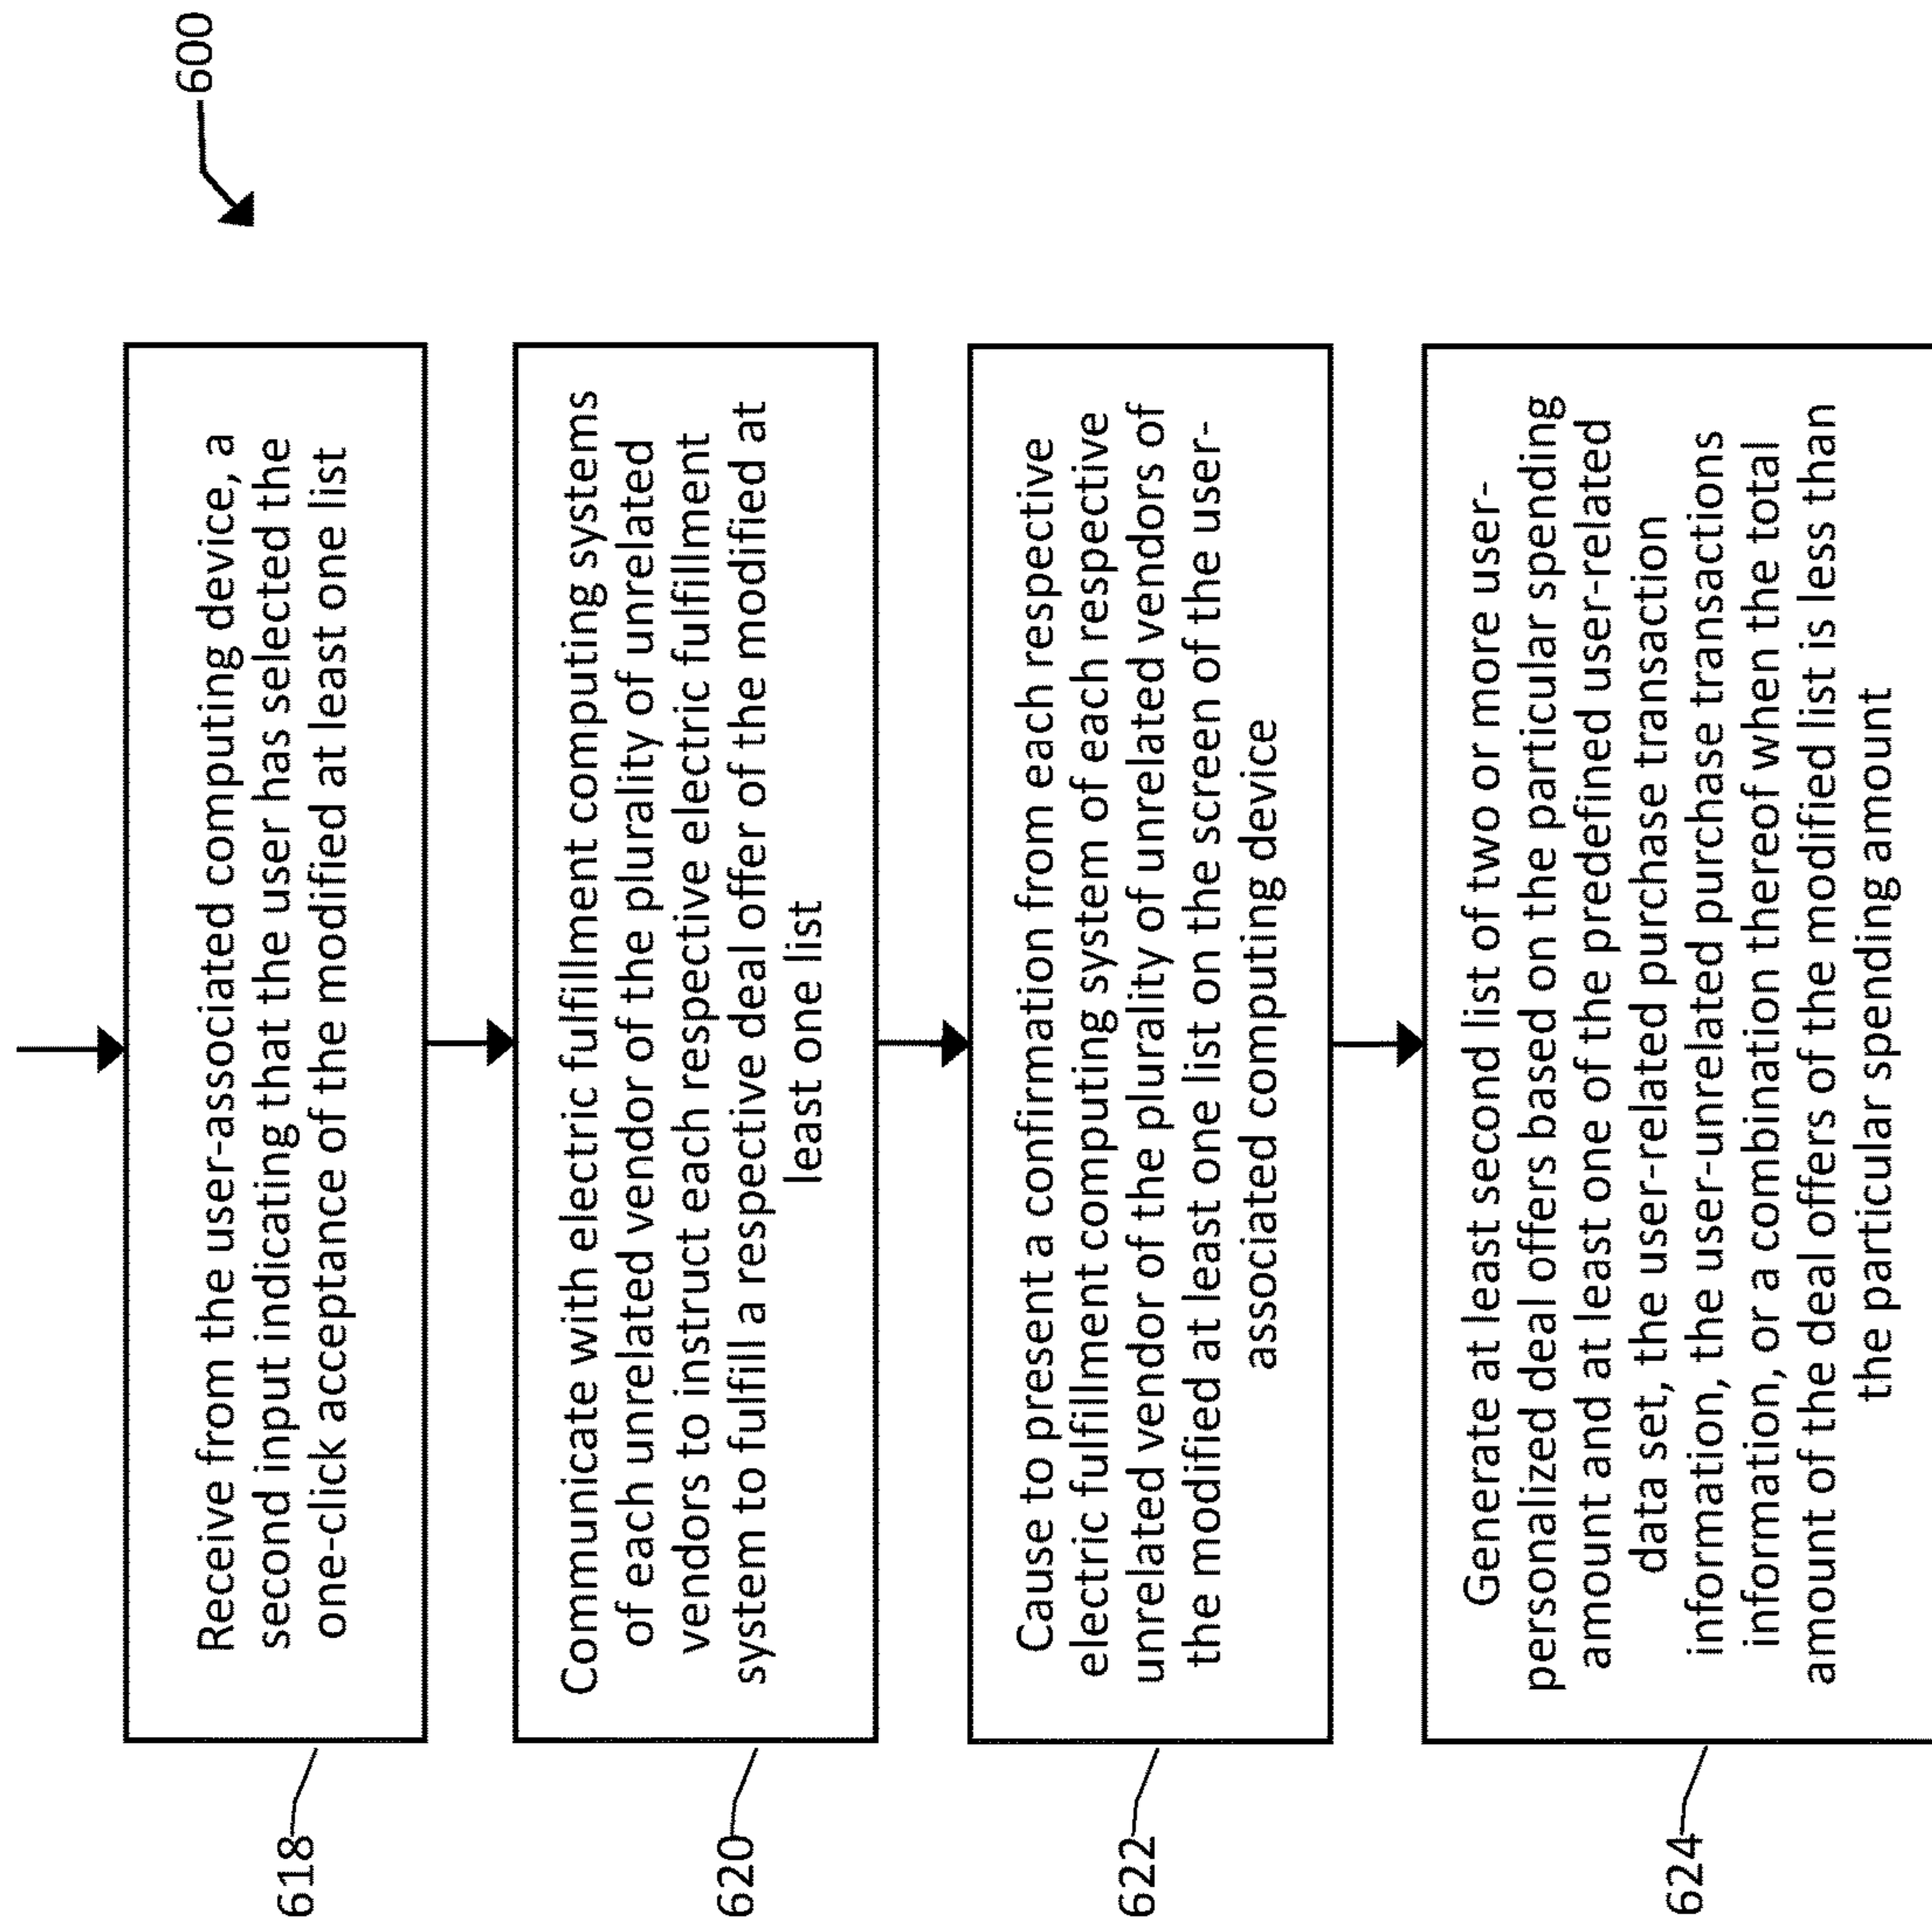 600
618
Receive from the user-associated computing device, a
second input indicating that the user has selected the
one-click acceptance of the modified at least one list
620
Communicate with electric fulfillment computing systems
of each unrelated vendor of the plurality of unrelated
vendors to instruct each respective electric fulfillment
system to fulfill a respective deal offer of the modified at
least one list
622
Cause to present a confirmation from each respective
electric fulfillment computing system of each respective
unrelated vendor of the plurality of unrelated vendors of
the modified at least one list on the screen of the user-
associated computing device
624
Generate at least second list of two or more user-
personalized deal offers based on the particular spending
amount and at least one of the predefined user-related
data set, the user-related purchase transaction
information, the user-unrelated purchase transactions
information, or a combination thereof when the total
amount of the deal offers of the modified list is less than
the particular spending amount